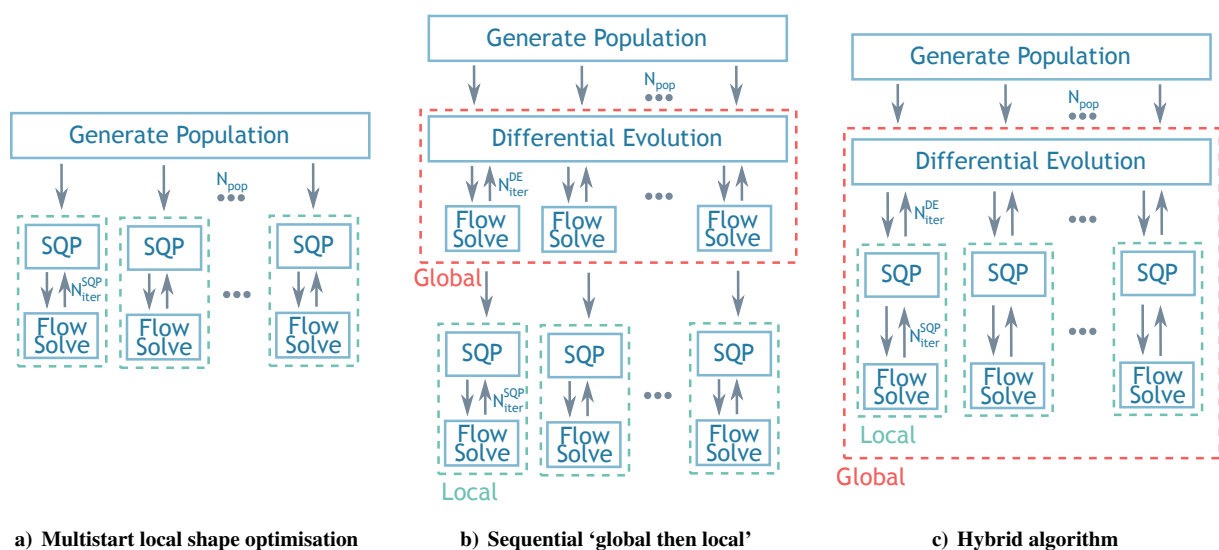 Generate Population
N_pop
SQP
SQP
SQP
N_iter^SQP
Flow Solve
Flow Solve
Flow Solve
a) Multistart local shape optimisation
Generate Population
N_pop
Differential Evolution
N_iter^DE
Flow Solve
Flow Solve
Flow Solve
Global
SQP
SQP
SQP
N_iter^SQP
Flow Solve
Flow Solve
Flow Solve
Local
b) Sequential ‘global then local’
Generate Population
N_pop
Differential Evolution
N_iter^DE
SQP
SQP
SQP
N_iter^SQP
Flow Solve
Flow Solve
Flow Solve
Local
Global
c) Hybrid algorithm